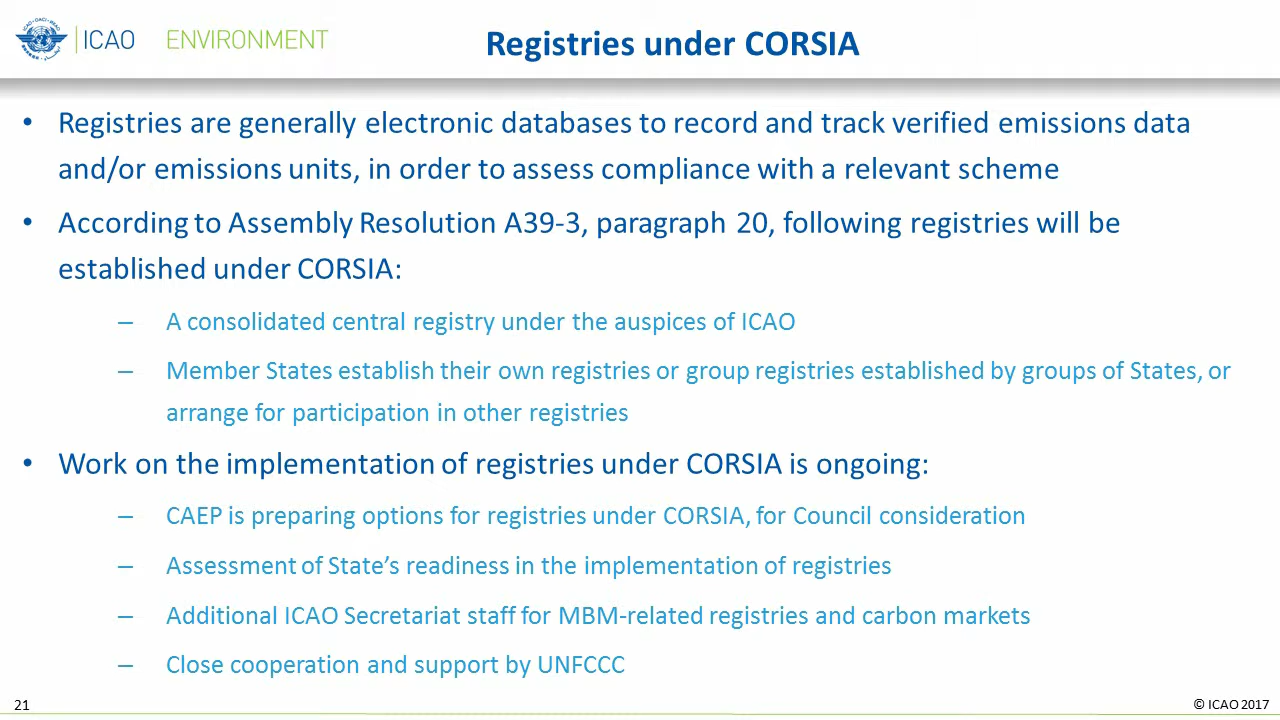 ICAO ENVIRONMENT
Registries under CORSIA
• Registries are generally electronic databases to record and track verified emissions data
and/or emissions units, in order to assess compliance with a relevant scheme
• According to Assembly Resolution A39-3, paragraph 20, following registries will be
established under CORSIA:
– A consolidated central registry under the auspices of ICAO
– Member States establish their own registries or group registries established by groups of States, or
arrange for participation in other registries
• Work on the implementation of registries under CORSIA is ongoing:
– CAEP is preparing options for registries under CORSIA, for Council consideration
– Assessment of State’s readiness in the implementation of registries
– Additional ICAO Secretariat staff for MBM-related registries and carbon markets
– Close cooperation and support by UNFCCC
21
© ICAO 2017